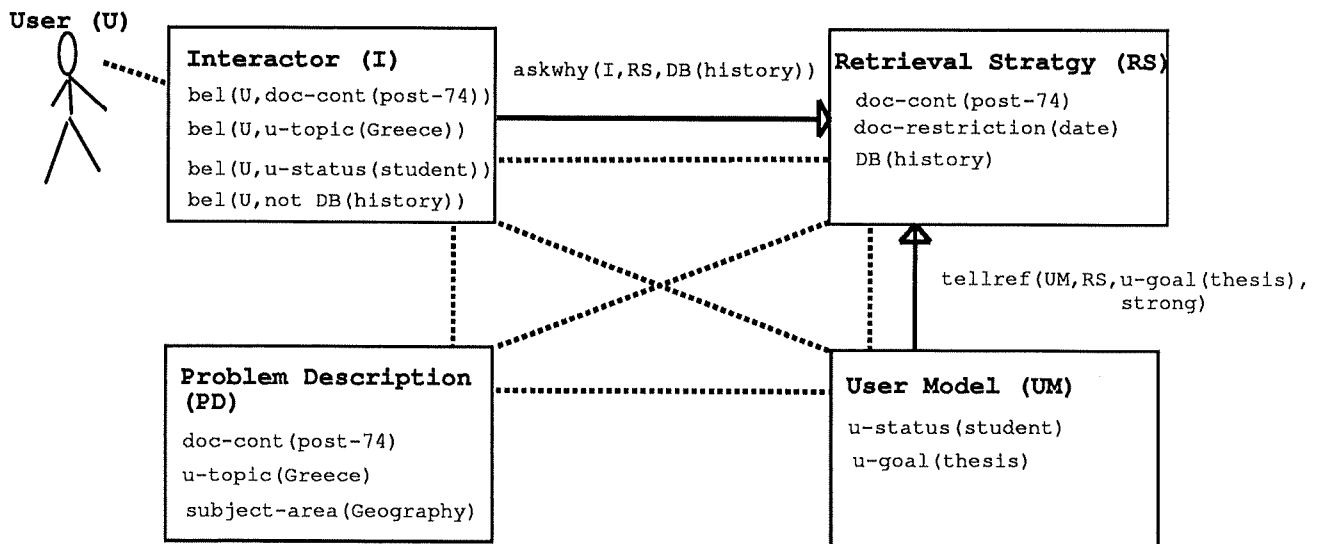 User (U)
Interactor (I)
bel(U,doc-cont(post-74))
bel(U,u-topic(Greece))
bel(U,u-status(student))
bel(U,not DB(history))
askwhy(I,RS,DB(history))
Retrieval Stratgy (RS)
doc-cont(post-74)
doc-restriction(date)
DB(history)
tellref(UM,RS,u-goal(thesis),
strong)
Problem Description
(PD)
doc-cont(post-74)
u-topic(Greece)
subject-area(Geography)
User Model (UM)
u-status(student)
u-goal(thesis)